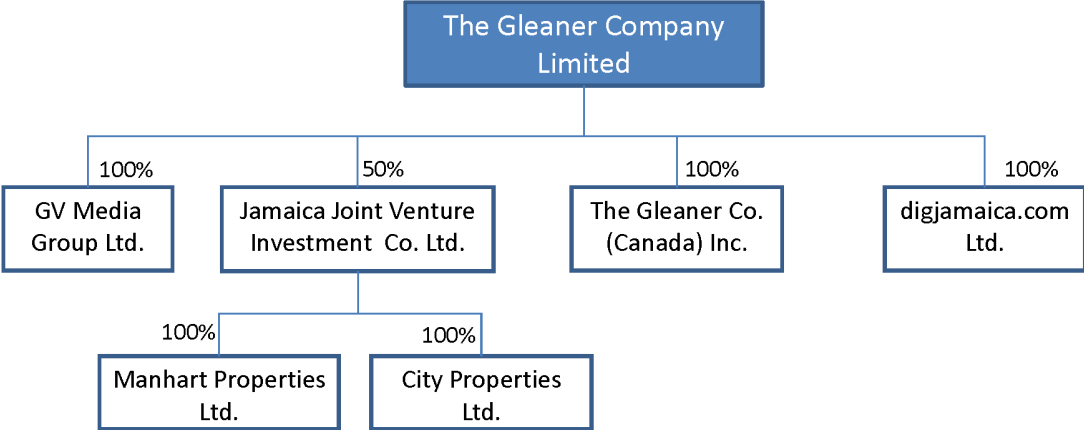 The Gleaner Company
Limited
100%
50%
100%
100%
GV Media
Group Ltd.
Jamaica Joint Venture
Investment Co. Ltd.
The Gleaner Co.
(Canada) Inc.
digjamaica.com
Ltd.
100%
100%
Manhart Properties
Ltd.
City Properties
Ltd.